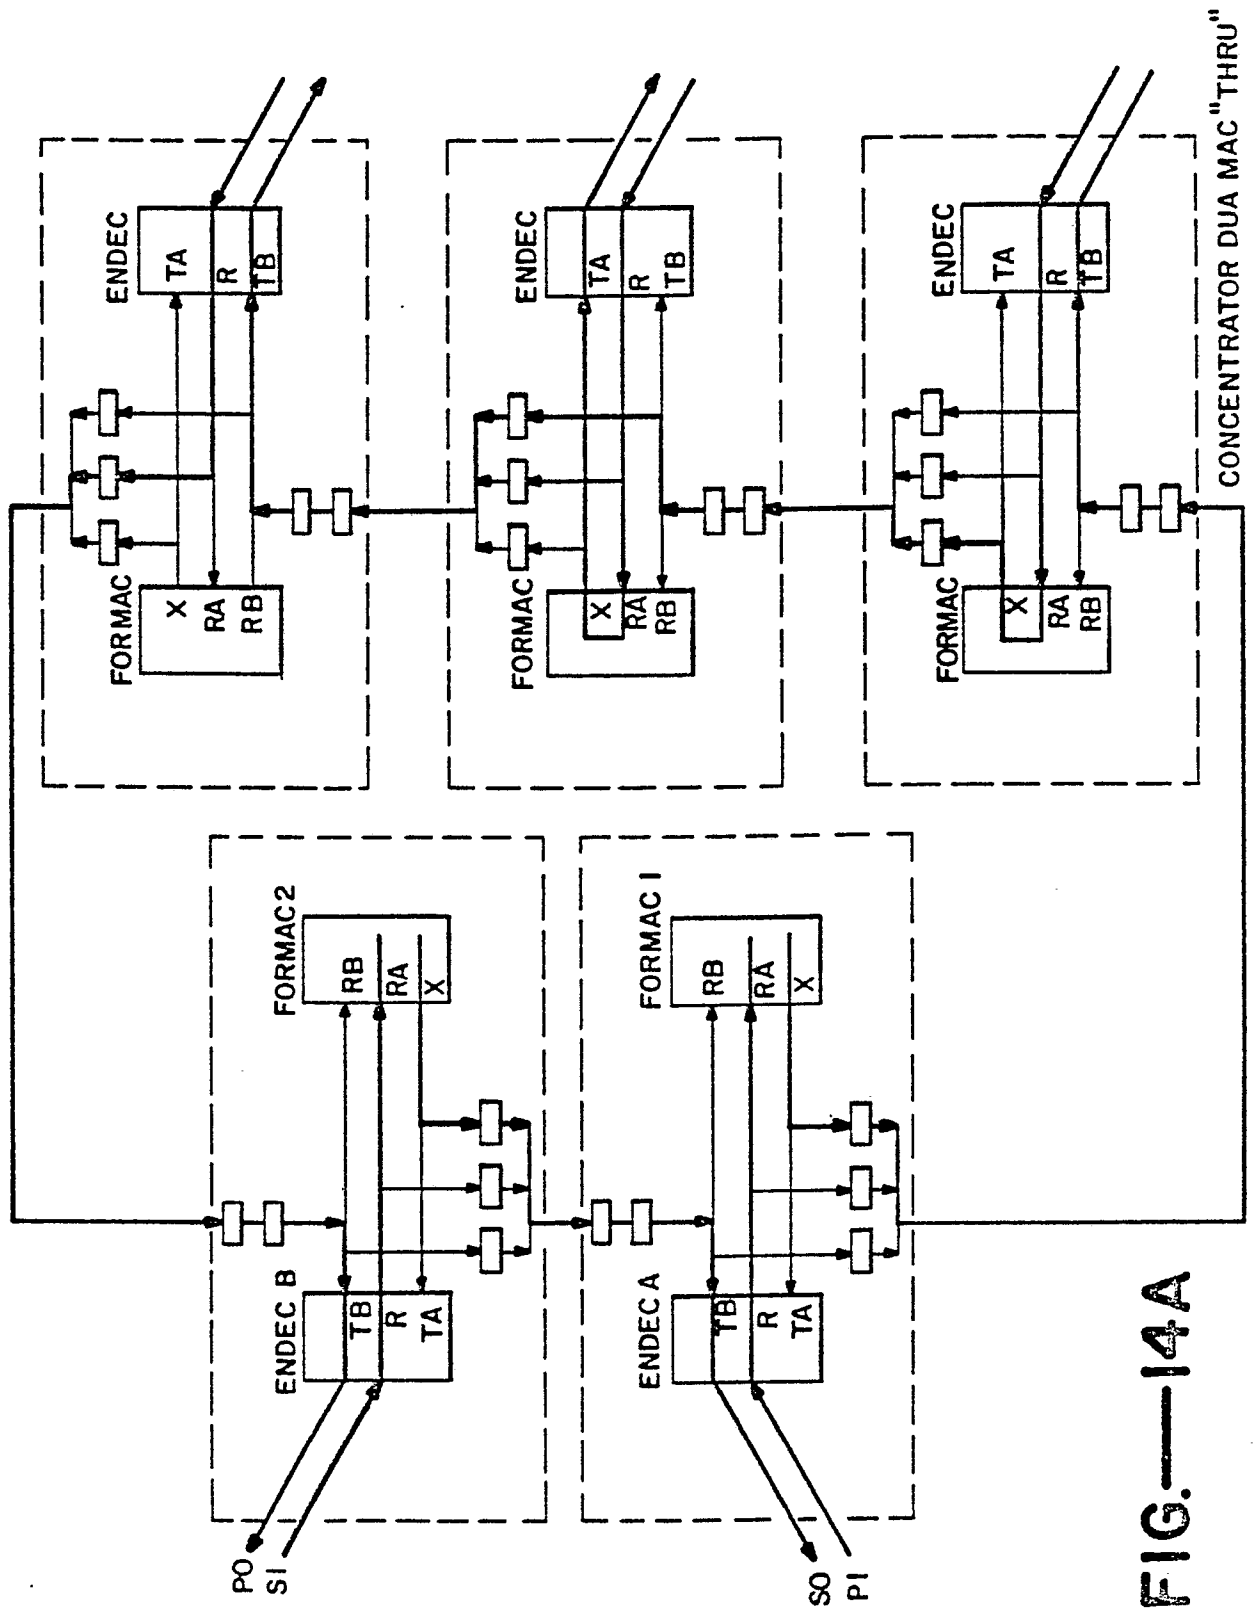 FORMAC ENDEC
X TA
RA R
RB TB
PO
SI
ENDEC B FORMAC2
TB RB
R RA
TA X
FORMAC ENDEC
X TA
RA R
RB TB
SO
PI
ENDEC A FORMAC 1
TB RB
R RA
TA X
FORMAC ENDEC
X TA
RA R
RB TB
CONCENTRATOR DUA MAC "THRU"
FIG.—14A